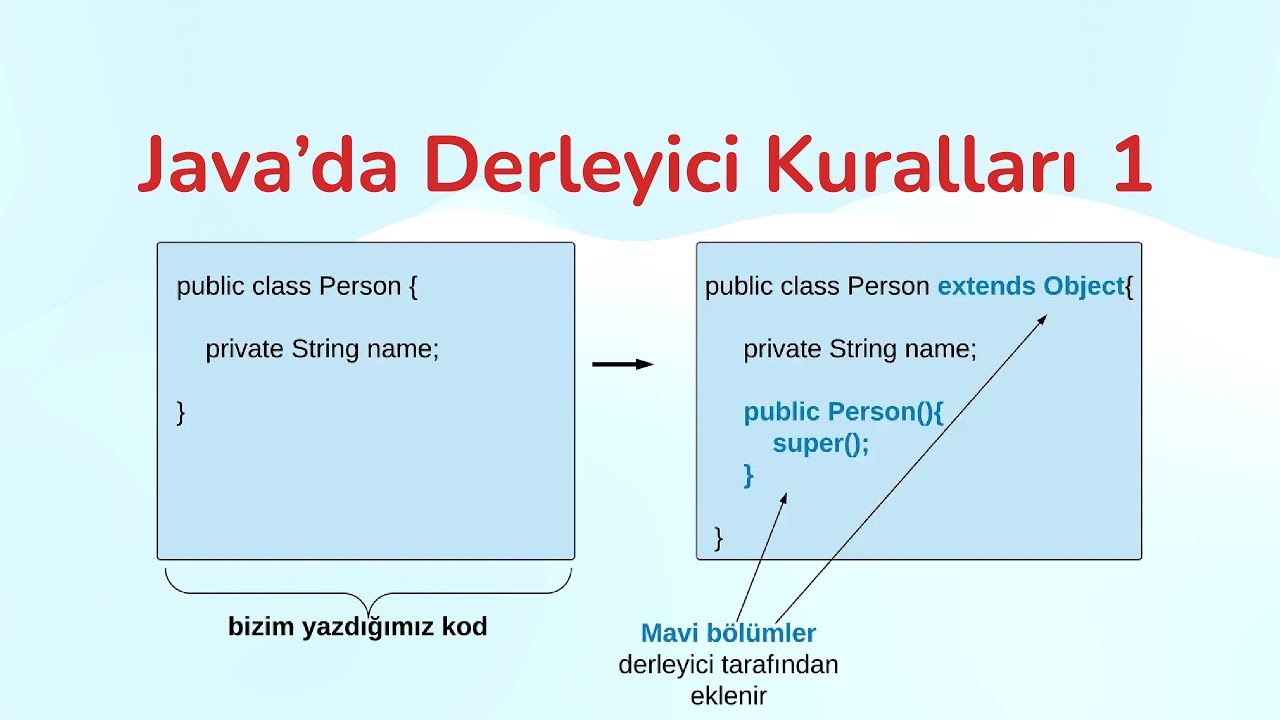 Java’da Derleyici Kuralları 1
public class Person {
private String name;
}
bizim yazdığımız kod
public class Person extends Object{
private String name;
public Person(){
super();
}
}
Mavi bölümler
derleyici tarafından
eklenir